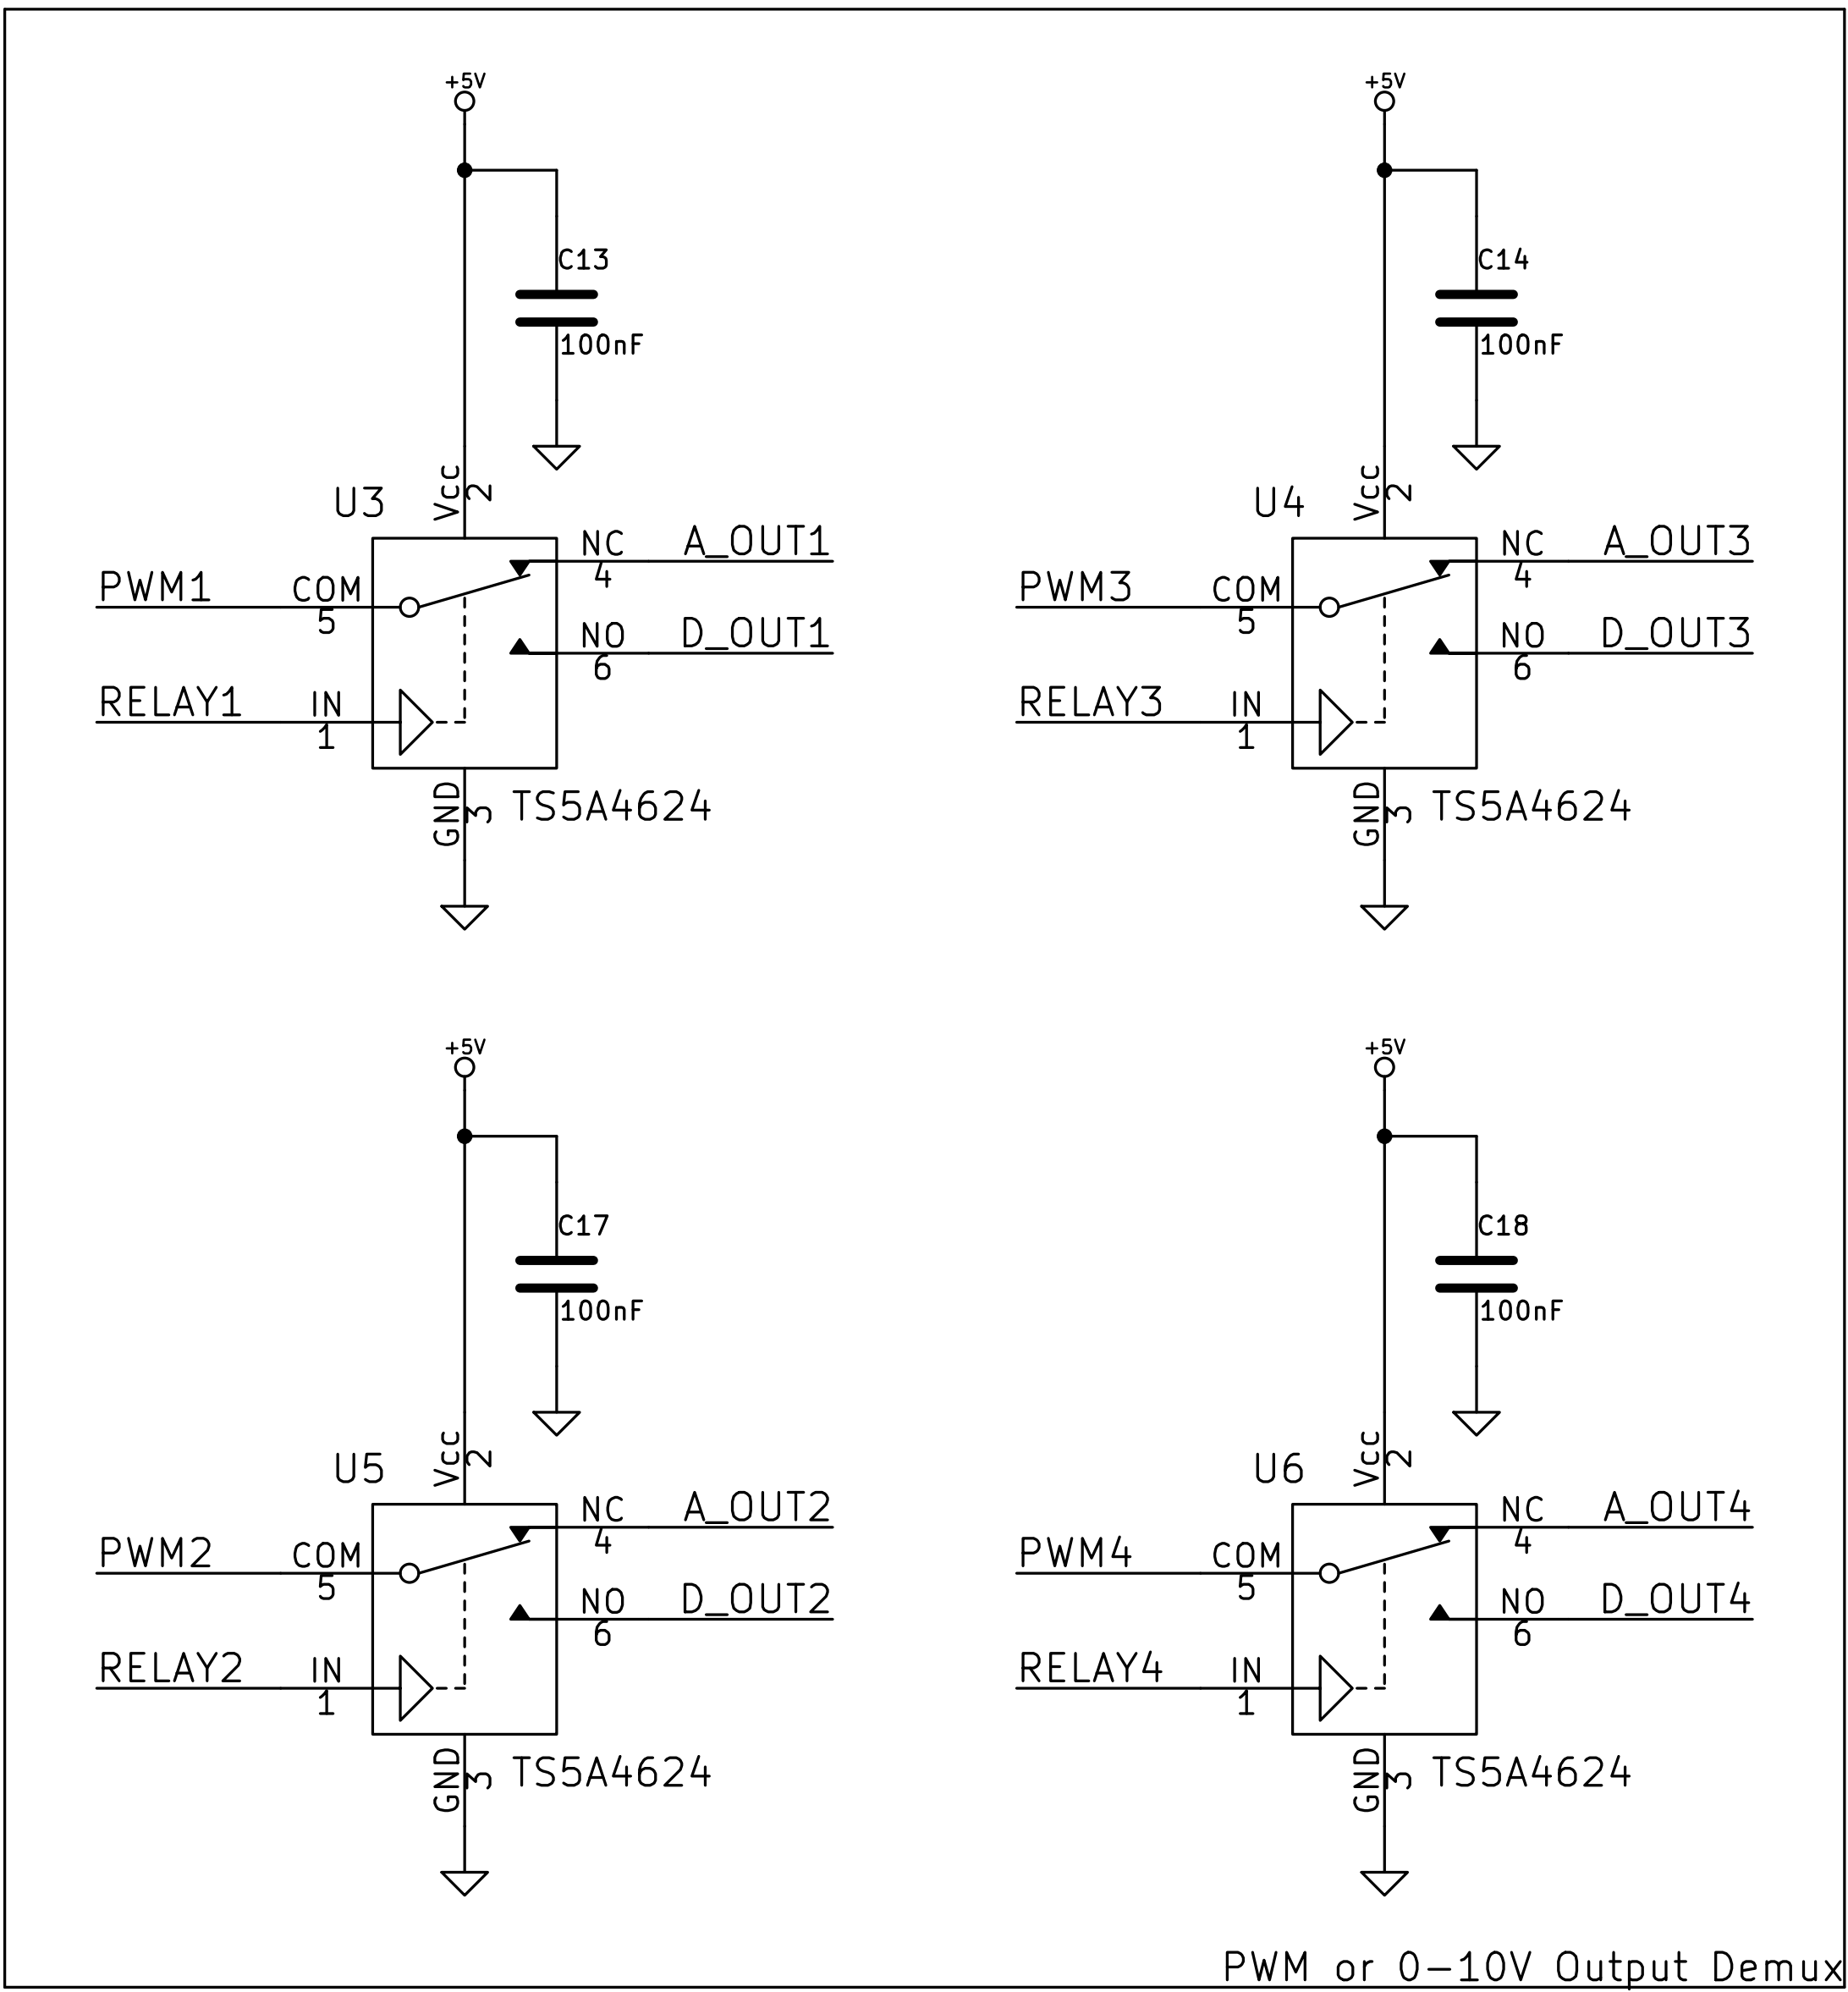 +5V
C13
100nF
Vcc
2
U3
NC
4
A_OUT1
PWM1
COM
5
NO
6
D_OUT1
RELAY1
IN
1
GND
3
TS5A4624
+5V
C14
100nF
Vcc
2
U4
NC
4
A_OUT3
PWM3
COM
5
NO
6
D_OUT3
RELAY3
IN
1
GND
3
TS5A4624
+5V
C17
100nF
Vcc
2
U5
NC
4
A_OUT2
PWM2
COM
5
NO
6
D_OUT2
RELAY2
IN
1
GND
3
TS5A4624
+5V
C18
100nF
Vcc
2
U6
NC
4
A_OUT4
PWM4
COM
5
NO
6
D_OUT4
RELAY4
IN
1
GND
3
TS5A4624
PWM or 0-10V Output Demux